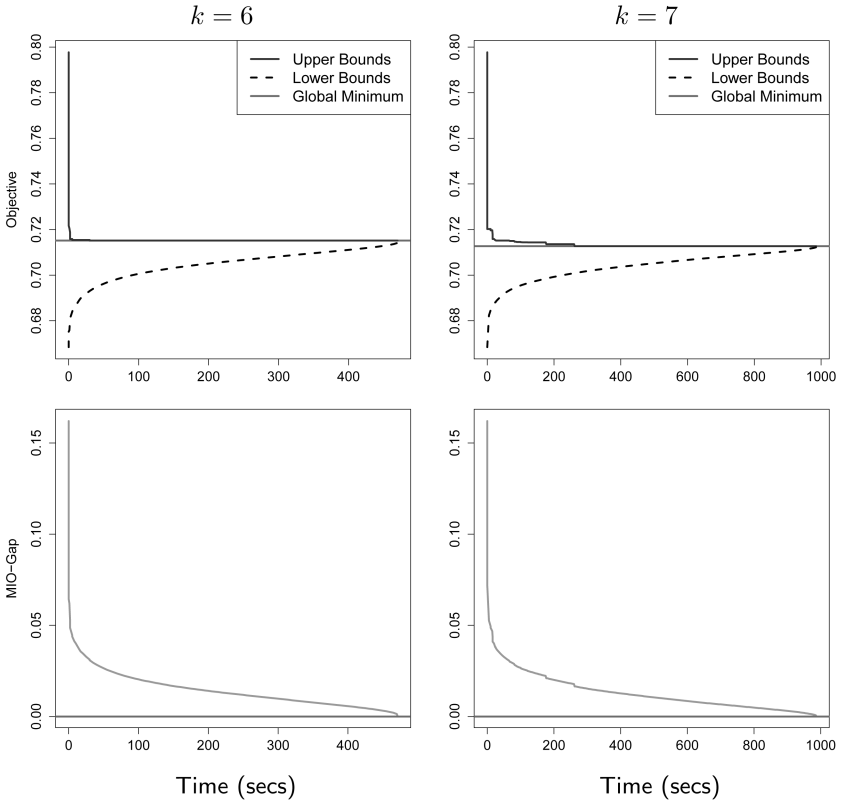 k = 6
k = 7
Objective
0.80
0.78
0.76
0.74
0.72
0.70
0.68
Upper Bounds
Lower Bounds
Global Minimum
0 100 200 300 400
0.80
0.78
0.76
0.74
0.72
0.70
0.68
Upper Bounds
Lower Bounds
Global Minimum
0 200 400 600 800 1000
MIO−Gap
0.15
0.10
0.05
0.00
0 100 200 300 400
Time (secs)
0.15
0.10
0.05
0.00
0 200 400 600 800 1000
Time (secs)